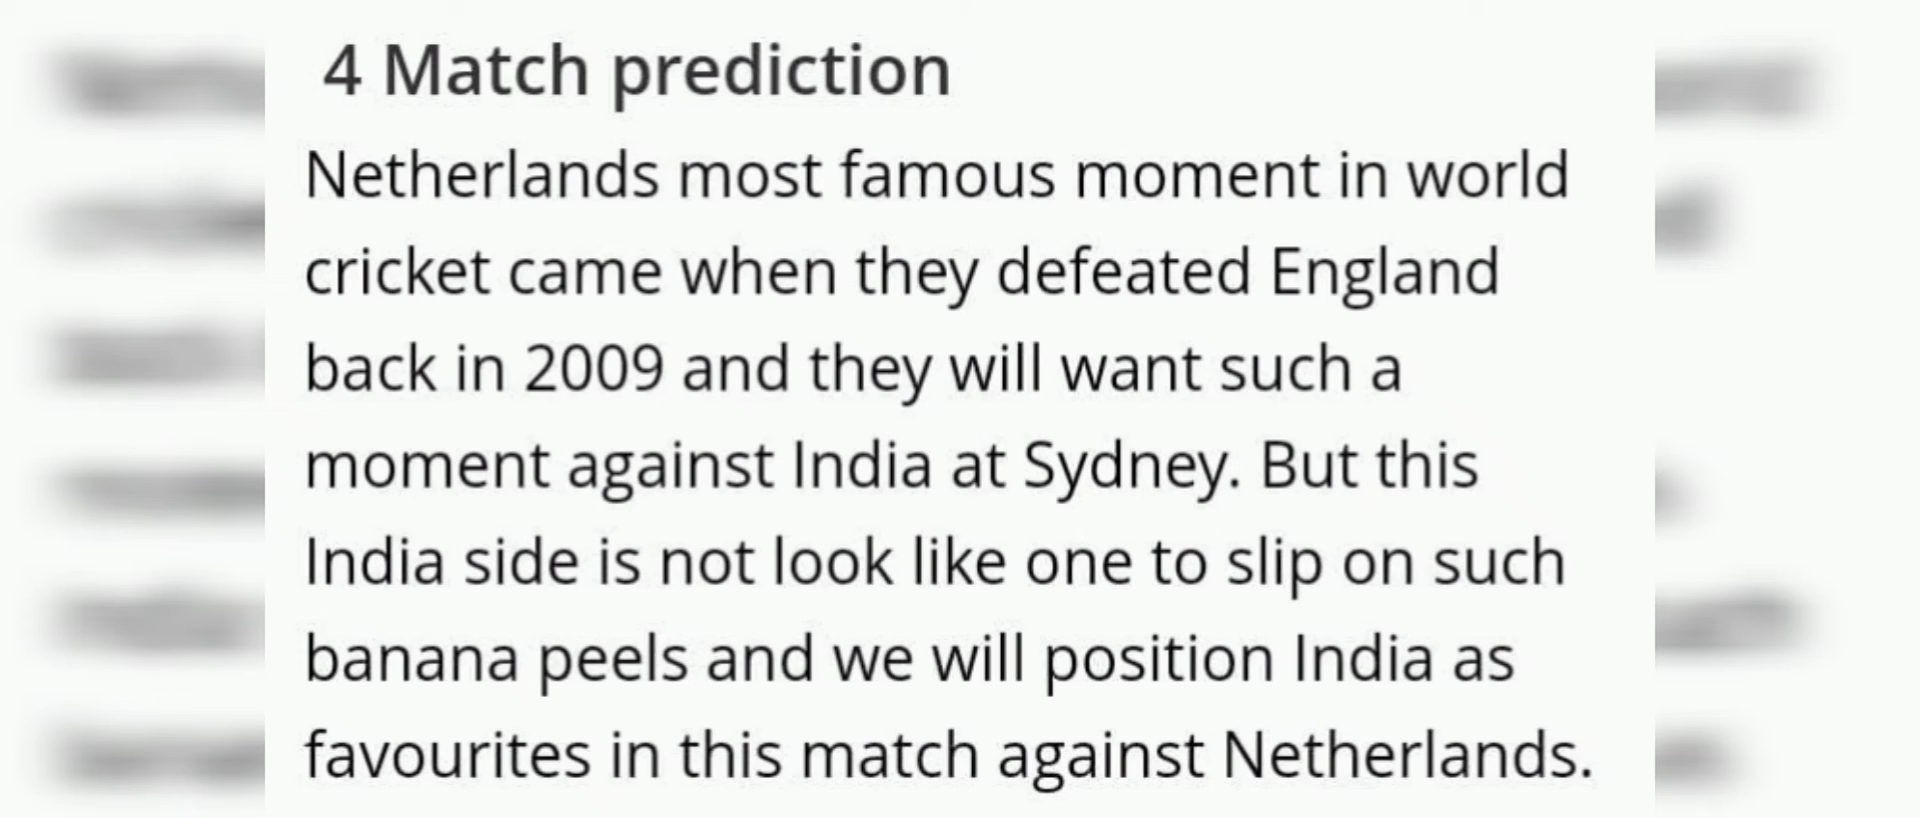 4 Match prediction
Netherlands most famous moment in world
cricket came when they defeated England
back in 2009 and they will want such a
moment against India at Sydney. But this
India side is not look like one to slip on such
banana peels and we will position India as
favourites in this match against Netherlands.